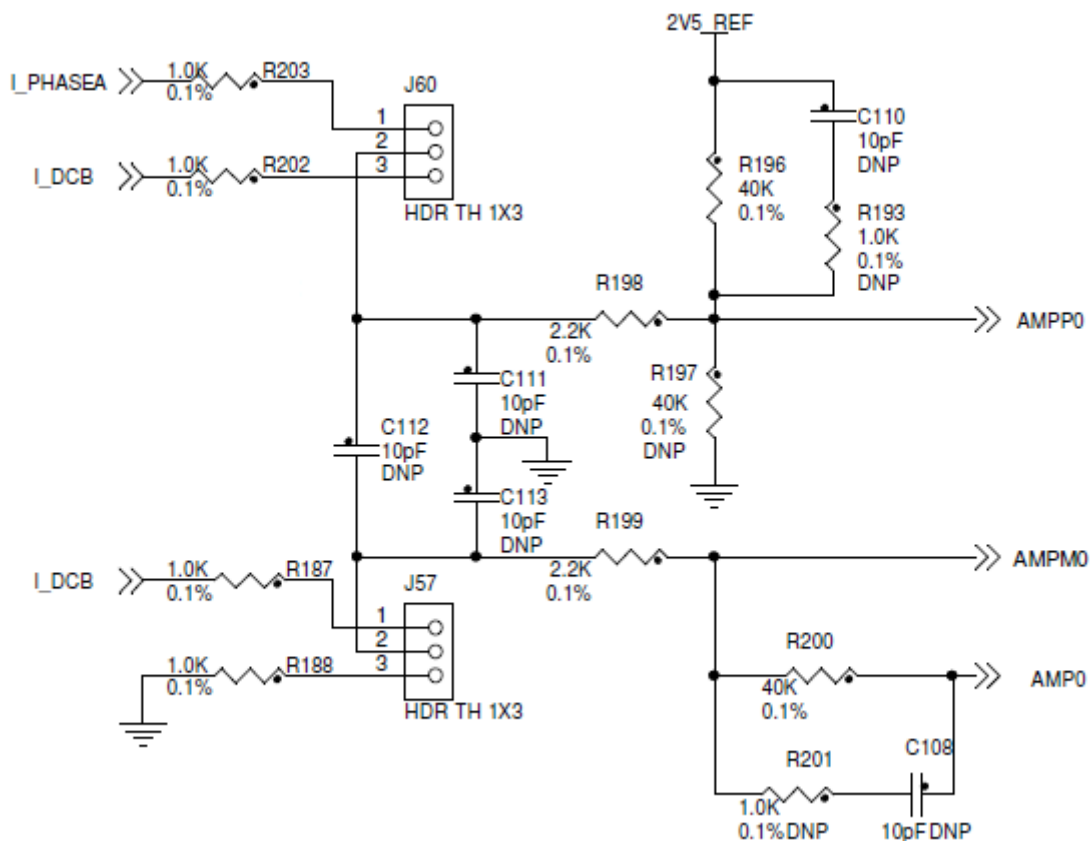 2V5_REF
I_PHASEA
1.0K
0.1%
R203
J60
1
2
3
HDR TH 1X3
I_DCB
1.0K
0.1%
R202
R196
40K
0.1%
C110
10pF
DNP
R193
1.0K
0.1%
DNP
R198
2.2K
0.1%
AMPP0
C111
10pF
DNP
R197
40K
0.1%
DNP
C112
10pF
DNP
C113
10pF
DNP
R199
2.2K
0.1%
AMPM0
I_DCB
1.0K
0.1%
R187
J57
1
2
3
HDR TH 1X3
1.0K
0.1%
R188
R200
40K
0.1%
AMP0
R201
1.0K
0.1%DNP
C108
10pFDNP